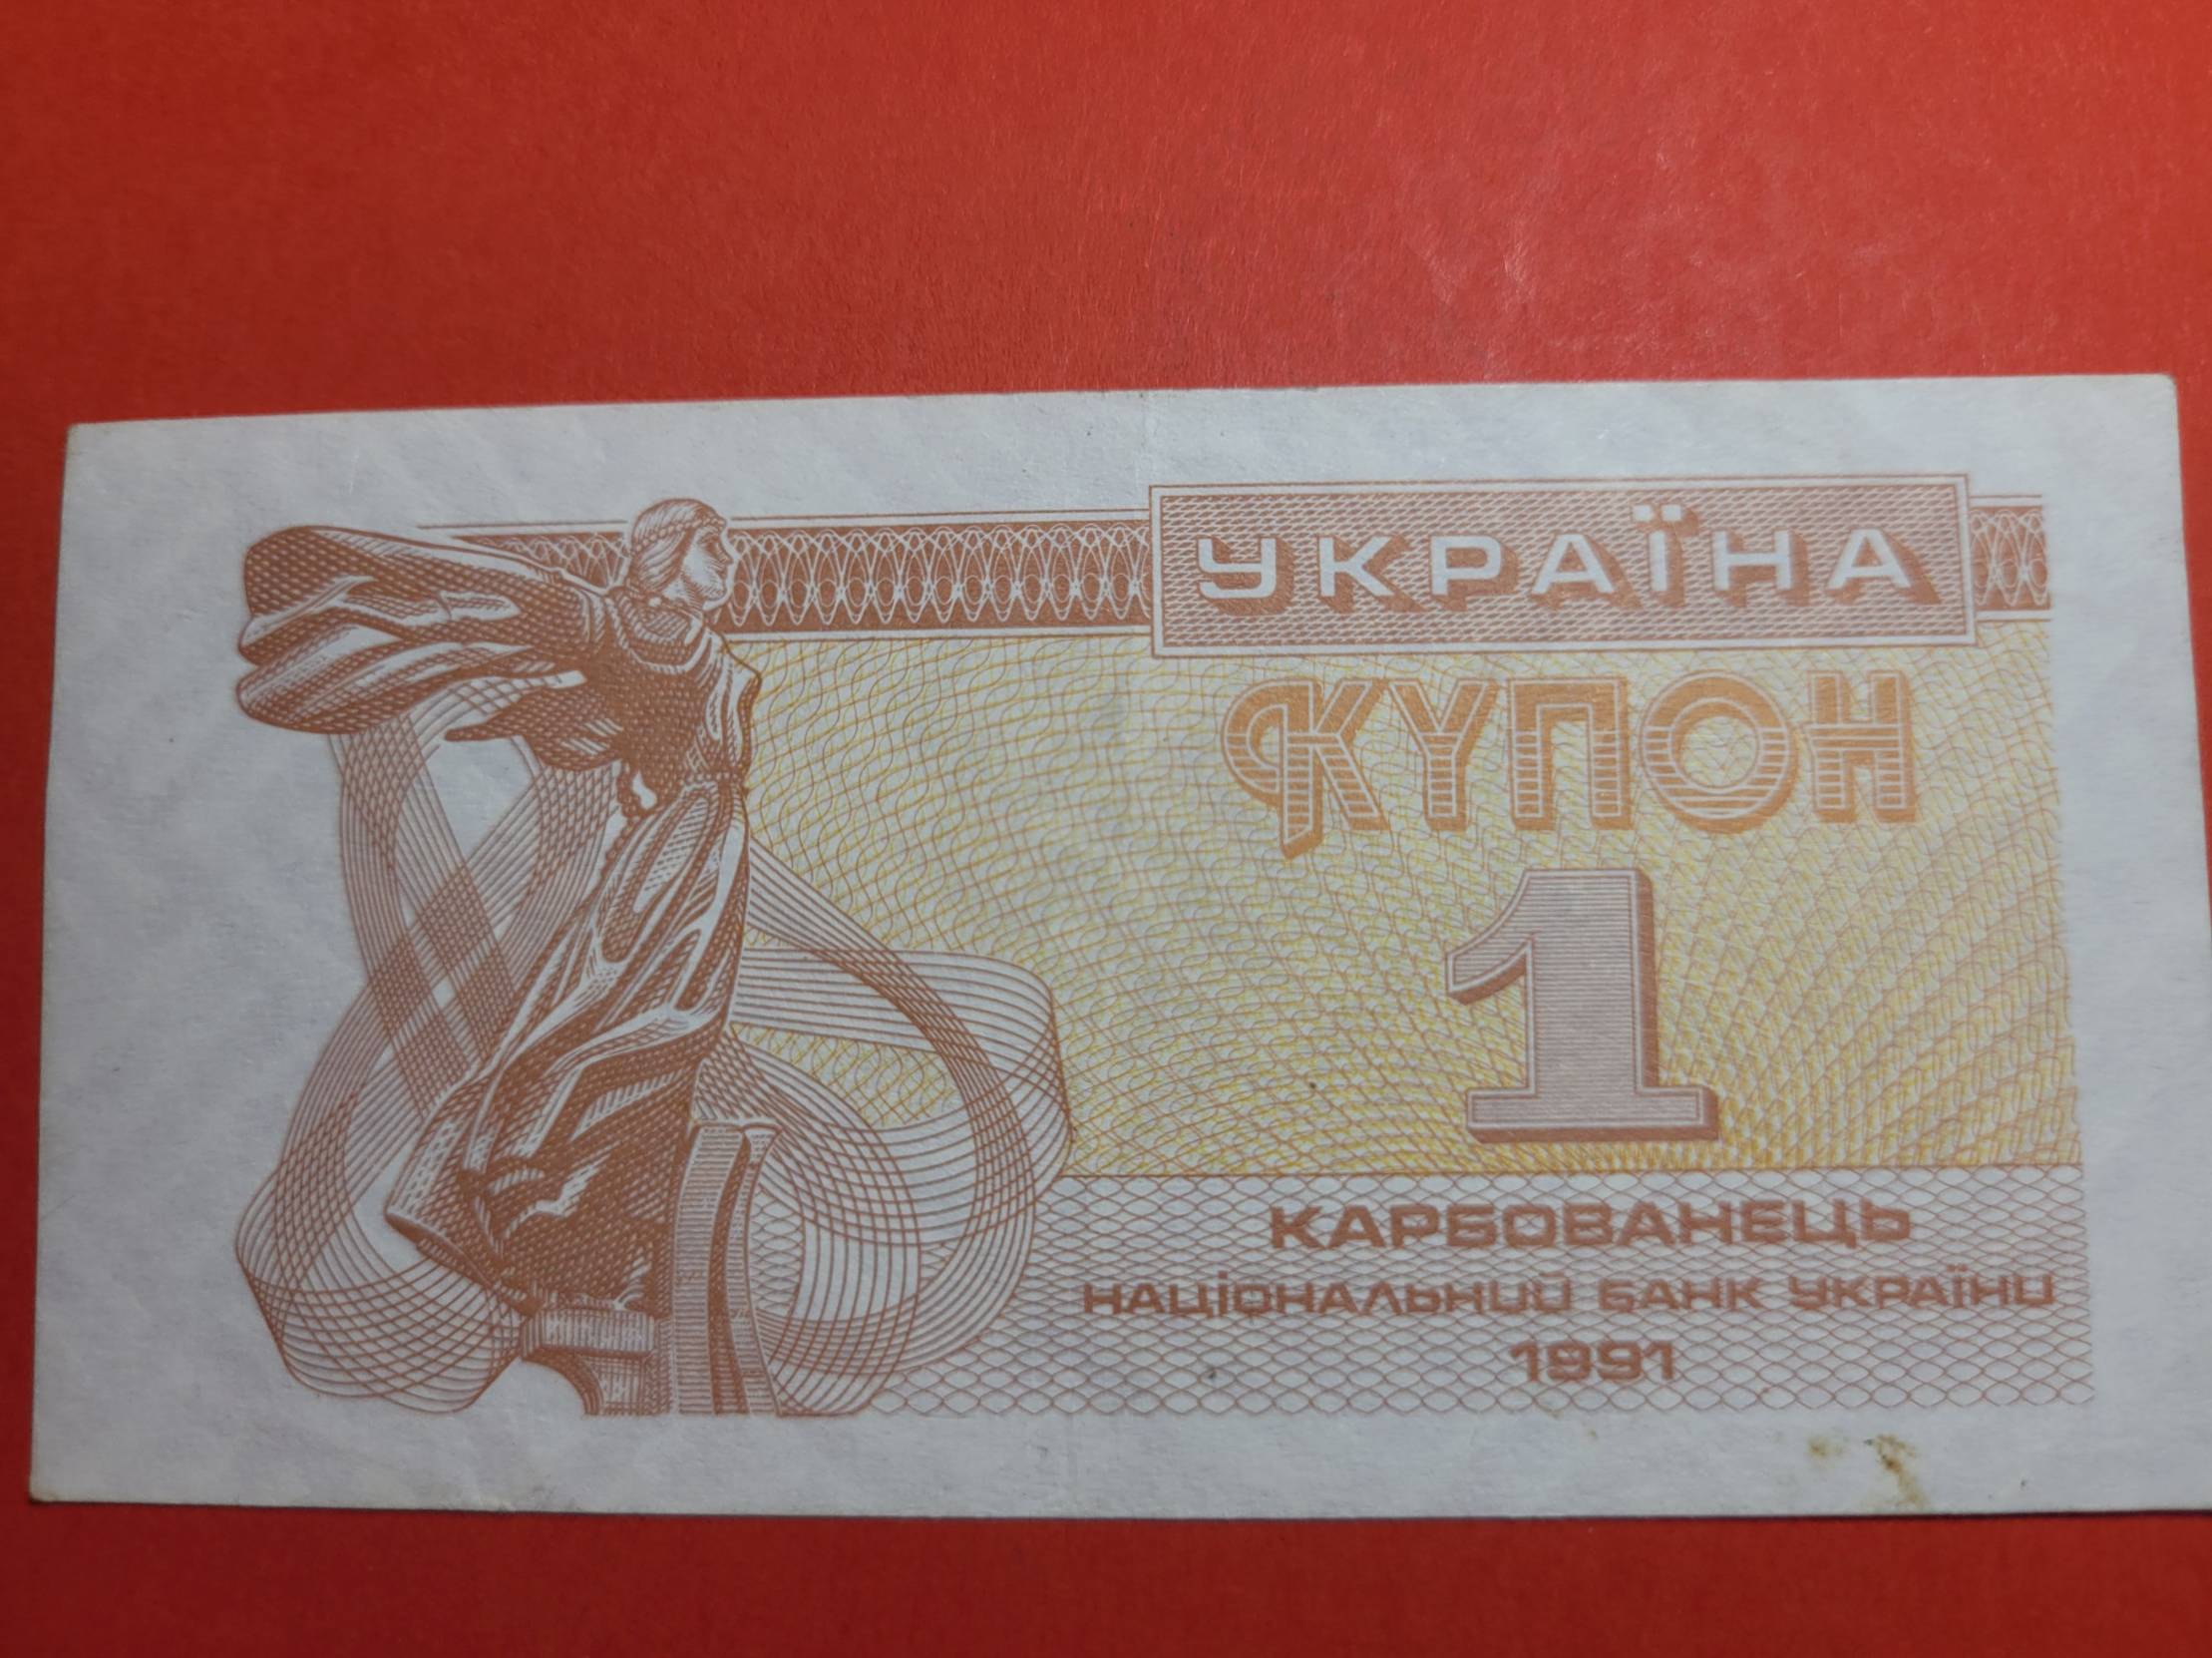 УКРАЇНА
КУПОН
1
КАРБОВАНЕЦЬ
НАЦІОНАЛЬНИЙ БАНК УКРАЇНИ
1991